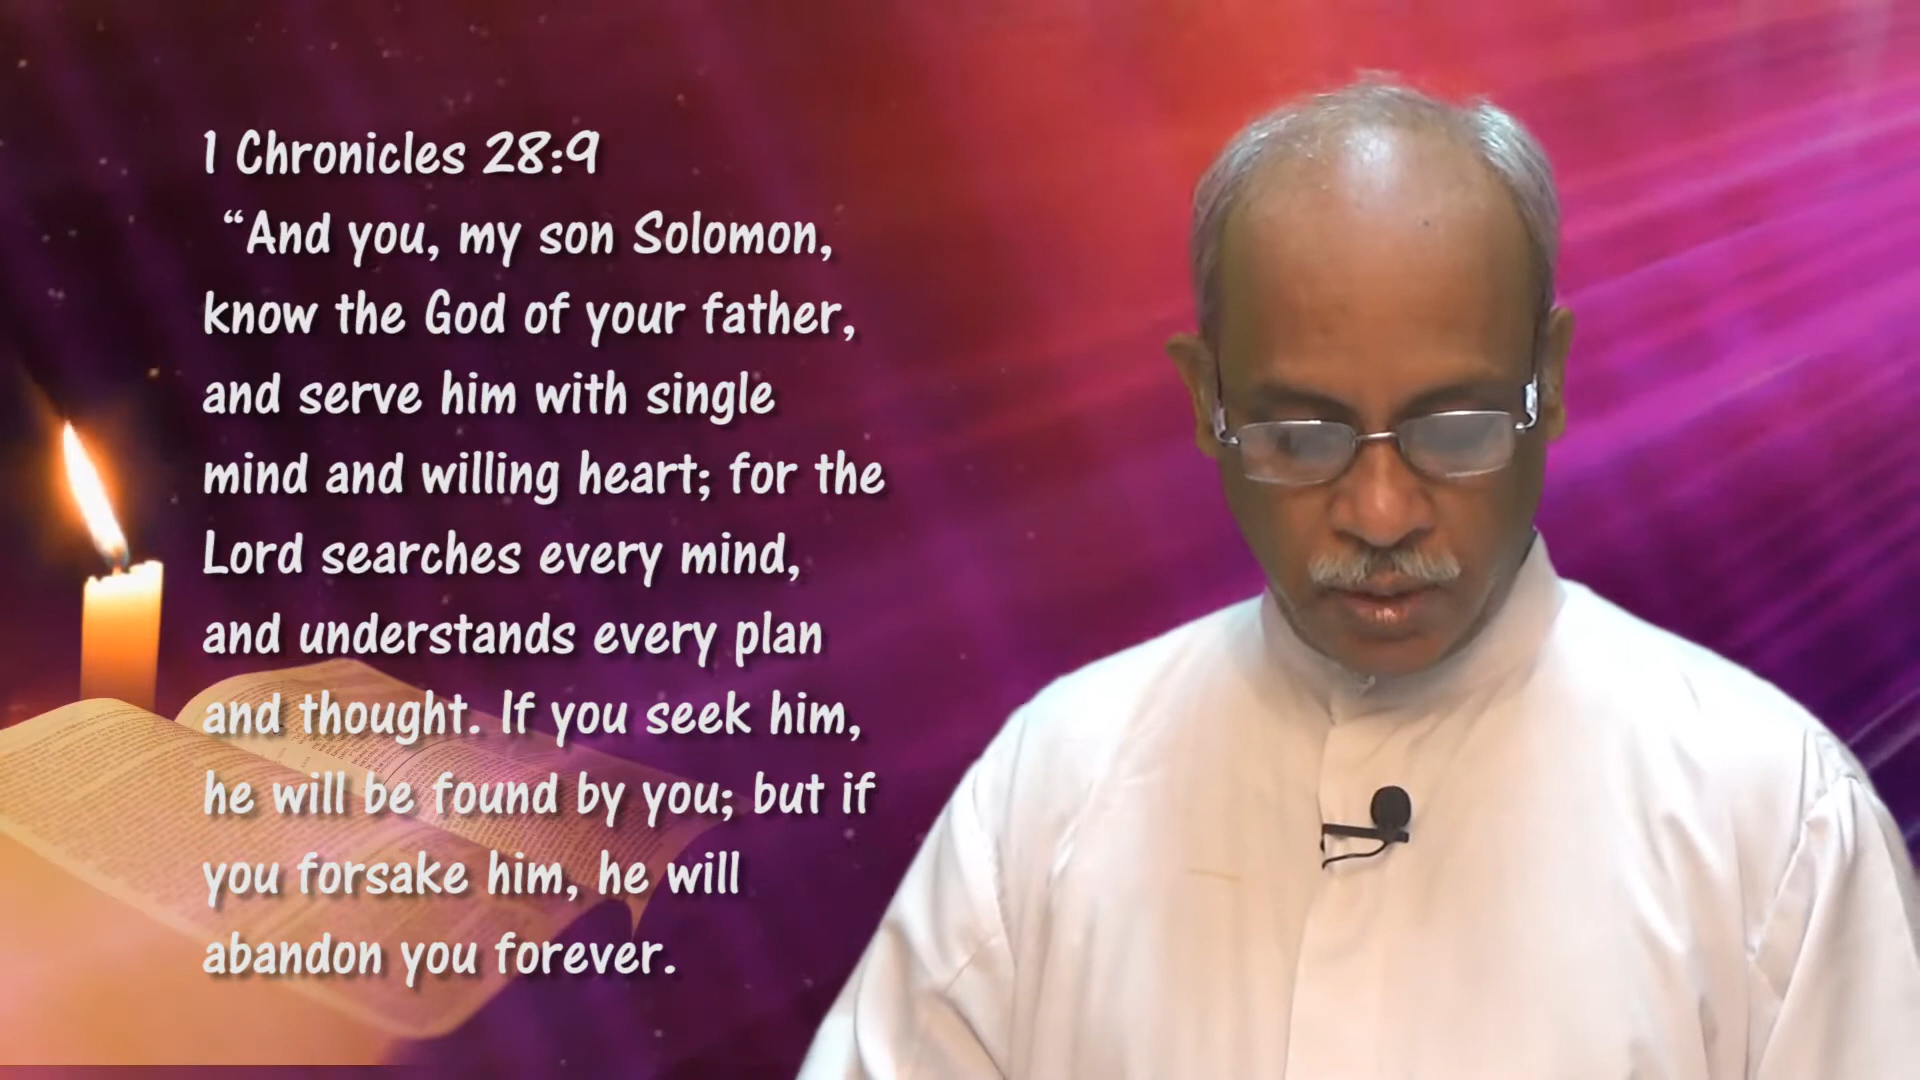 1 Chronicles 28:9
“And you, my son Solomon,
know the God of your father,
and serve him with single
mind and willing heart; for the
Lord searches every mind,
and understands every plan
and thought. If you seek him,
he will be found by you; but if
you forsake him, he will
abandon you forever.